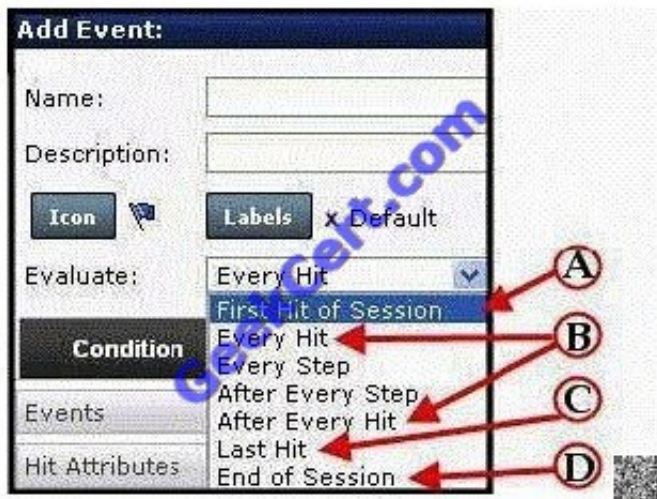 Add Event:
Name:
Description:
Icon Labels x Default
Evaluate: Every Hit
First Hit of Session
Every Hit
Every Step
After Every Step
After Every Hit
Last Hit
End of Session
Condition
Events
Hit Attributes
A
B
C
D
GeekCert.com